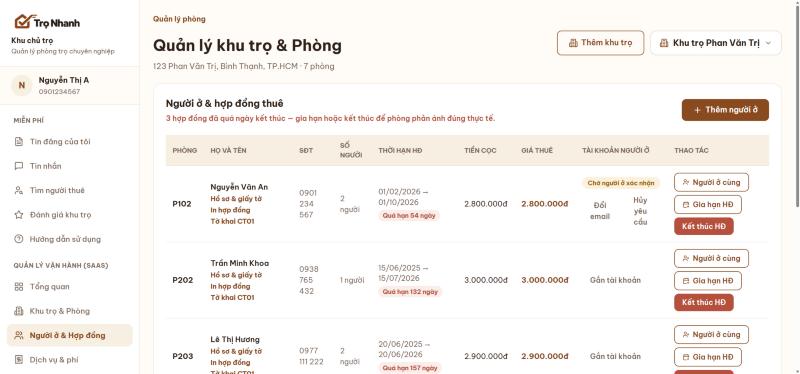 Trọ Nhanh
Khu chủ trọ
Quản lý phòng trọ chuyên nghiệp
N
Nguyễn Thị A
0901234567
MIỄN PHÍ
Tin đăng của tôi
Tin nhắn
Tìm người thuê
Đánh giá khu trọ
Hướng dẫn sử dụng
QUẢN LÝ VẬN HÀNH (SAAS)
Tổng quan
Khu trọ & Phòng
Người ở & Hợp đồng
Dịch vụ & phí
Quản lý phòng
Quản lý khu trọ & Phòng
123 Phan Văn Trị, Bình Thạnh, TP.HCM · 7 phòng
Thêm khu trọ
Khu trọ Phan Văn Trị
Người ở & hợp đồng thuê
3 hợp đồng đã quá ngày kết thúc — gia hạn hoặc kết thúc để phòng phản ánh đúng thực tế.
+ Thêm người ở
PHÒNG
HỌ VÀ TÊN
SĐT
SỐ
NGƯỜI
THỜI HẠN HĐ
TIỀN CỌC
GIÁ THUÊ
TÀI KHOẢN NGƯỜI Ở
THAO TÁC
P102
Nguyễn Văn An
Hồ sơ & giấy tờ
In hợp đồng
Tờ khai CT01
0901
234
567
2
người
01/02/2026 →
01/10/2026
Quá hạn 54 ngày
2.800.000đ
2.800.000đ
Chờ người ở xác nhận
Đổi
email
Hủy
yêu
cầu
Người ở cùng
Gia hạn HĐ
Kết thúc HĐ
P202
Trần Minh Khoa
Hồ sơ & giấy tờ
In hợp đồng
Tờ khai CT01
0938
765
432
1 người
15/06/2025 →
15/07/2026
Quá hạn 132 ngày
3.000.000đ
3.000.000đ
Gắn tài khoản
Người ở cùng
Gia hạn HĐ
Kết thúc HĐ
P203
Lê Thị Hương
Hồ sơ & giấy tờ
In hợp đồng
Tờ khai CT01
0977
111 222
2
người
20/06/2025 →
20/06/2026
Quá hạn 157 ngày
2.900.000đ
2.900.000đ
Gắn tài khoản
Người ở cùng
Gia hạn HĐ